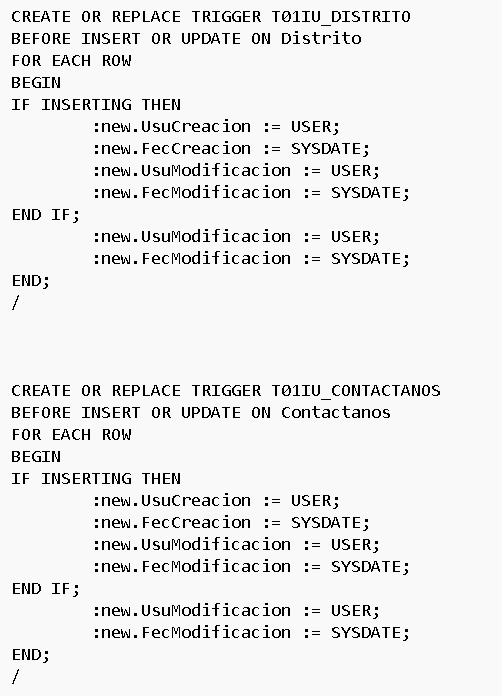 CREATE OR REPLACE TRIGGER T01IU_DISTRITO
BEFORE INSERT OR UPDATE ON Distrito
FOR EACH ROW
BEGIN
IF INSERTING THEN
        :new.UsuCreacion := USER;
        :new.FecCreacion := SYSDATE;
        :new.UsuModificacion := USER;
        :new.FecModificacion := SYSDATE;
END IF;
        :new.UsuModificacion := USER;
        :new.FecModificacion := SYSDATE;
END;
/
CREATE OR REPLACE TRIGGER T01IU_CONTACTANOS
BEFORE INSERT OR UPDATE ON Contactanos
FOR EACH ROW
BEGIN
IF INSERTING THEN
        :new.UsuCreacion := USER;
        :new.FecCreacion := SYSDATE;
        :new.UsuModificacion := USER;
        :new.FecModificacion := SYSDATE;
END IF;
        :new.UsuModificacion := USER;
        :new.FecModificacion := SYSDATE;
END;
/